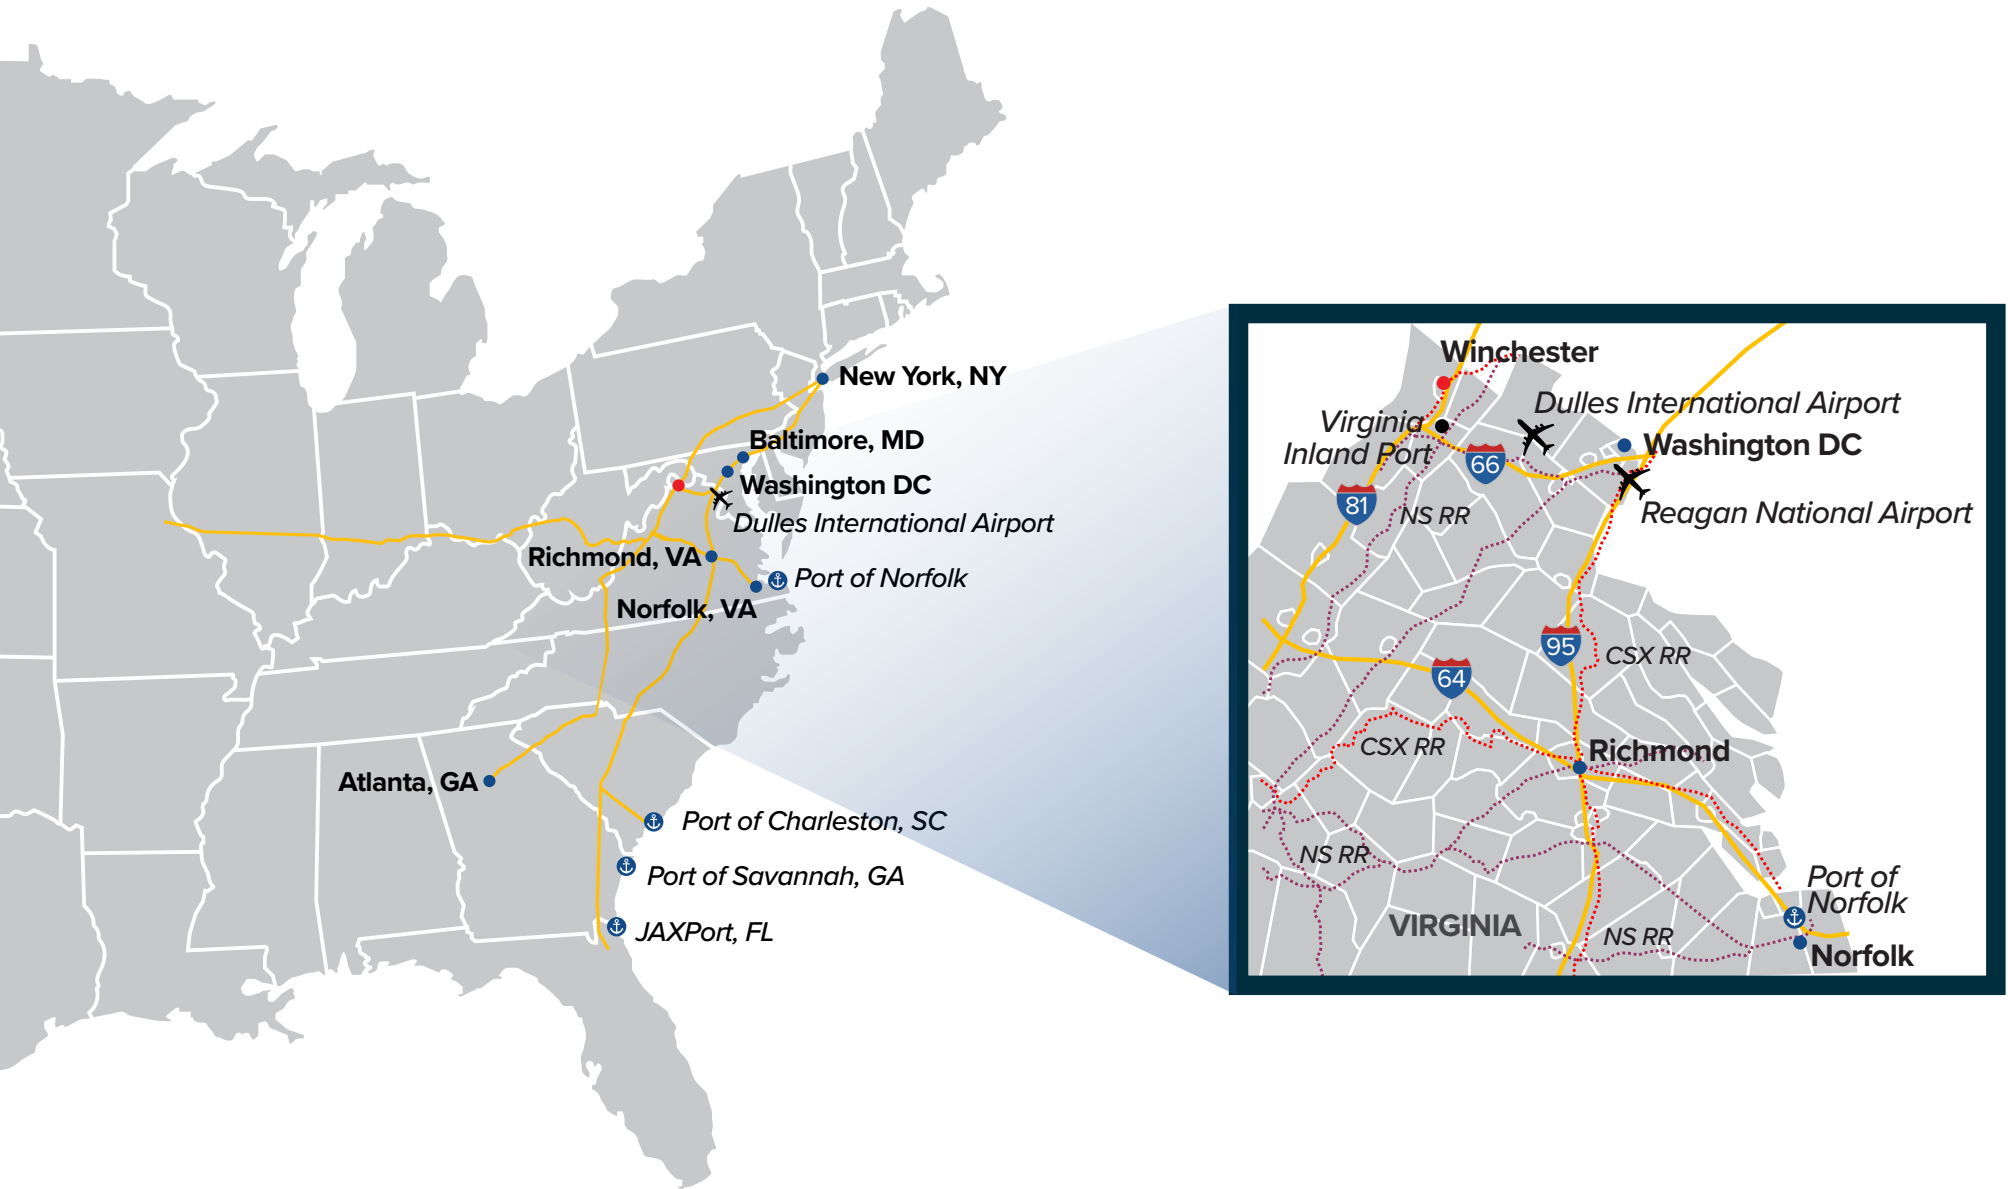 New York, NY
Baltimore, MD
Washington DC
Dulles International Airport
Richmond, VA
Port of Norfolk
Norfolk, VA
Atlanta, GA
Port of Charleston, SC
Port of Savannah, GA
JAXPort, FL
Winchester
Dulles International Airport
Virginia
Inland Port
Washington DC
66
81
NS RR
Reagan National Airport
95
CSX RR
64
CSX RR
Richmond
NS RR
Port of
Norfolk
VIRGINIA
NS RR
Norfolk